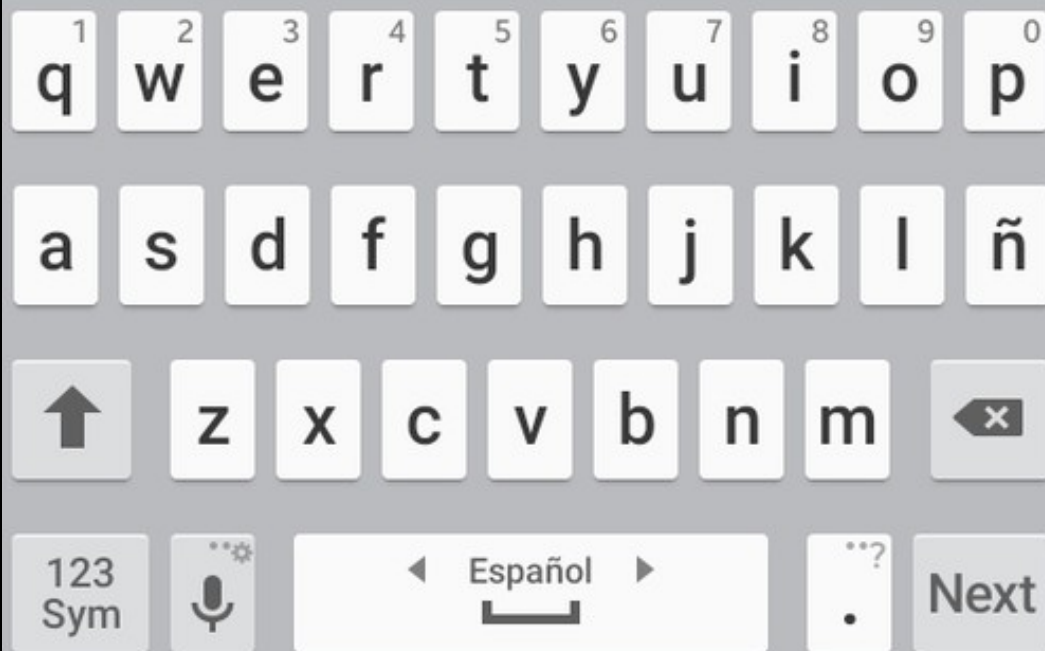 1 2 3 4 5 6 7 8 9 0
q w e r t y u i o p
a s d f g h j k l ñ
z x c v b n m
123 Español ?
Sym . Next